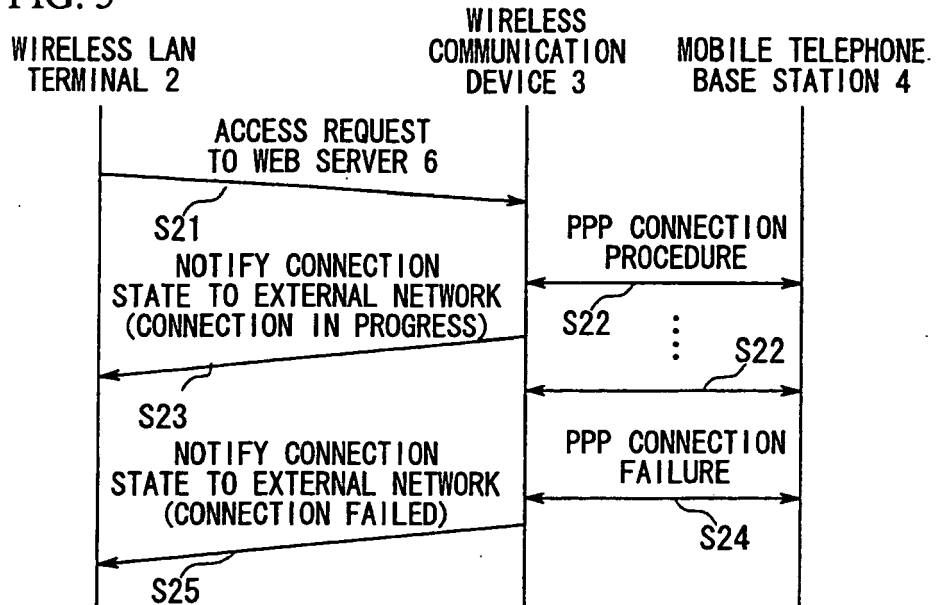 WIRELESS LAN
TERMINAL 2
WIRELESS
COMMUNICATION
DEVICE 3
MOBILE TELEPHONE
BASE STATION 4
ACCESS REQUEST
TO WEB SERVER 6
S21
PPP CONNECTION
PROCEDURE
S22
NOTIFY CONNECTION
STATE TO EXTERNAL NETWORK
(CONNECTION IN PROGRESS)
S22
S23
PPP CONNECTION
FAILURE
S24
NOTIFY CONNECTION
STATE TO EXTERNAL NETWORK
(CONNECTION FAILED)
S25